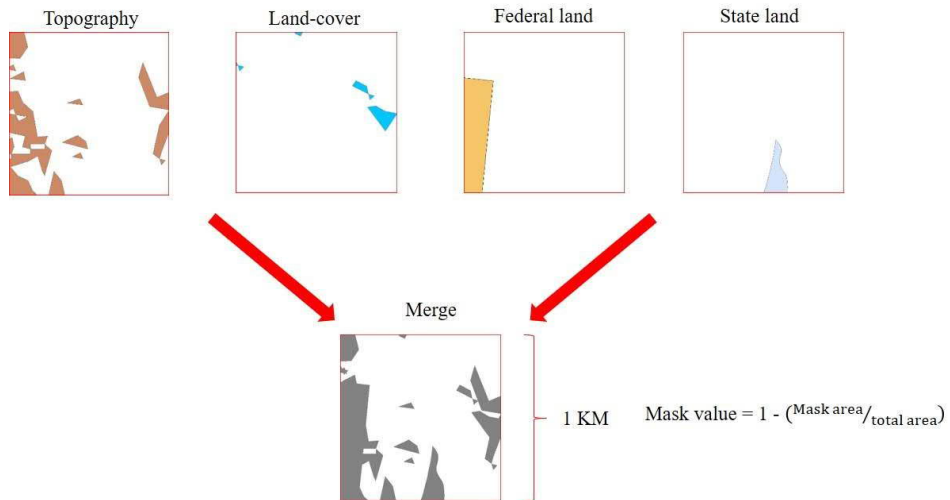 Topography
Land-cover
Federal land
State land
Merge
1 KM
Mask value = 1 - (Mask area/total area)